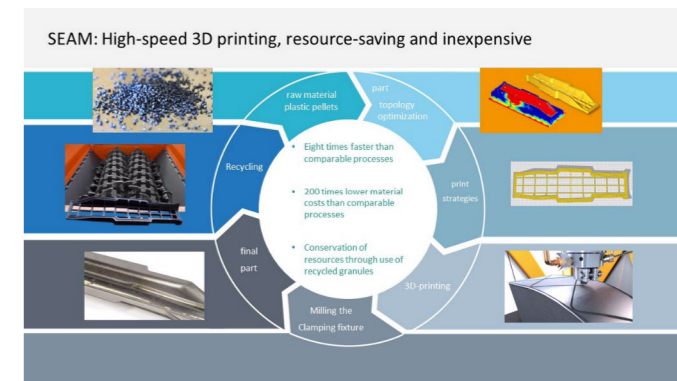 SEAM: High-speed 3D printing, resource-saving and inexpensive
raw material
plastic pellets
part
topology
optimization
print
strategies
3D-printing
Milling the
Clamping fixture
final
part
Recycling
• Eight times faster than
comparable processes
• 200 times lower material
costs than comparable
processes
• Conservation of
resources through use of
recycled granules